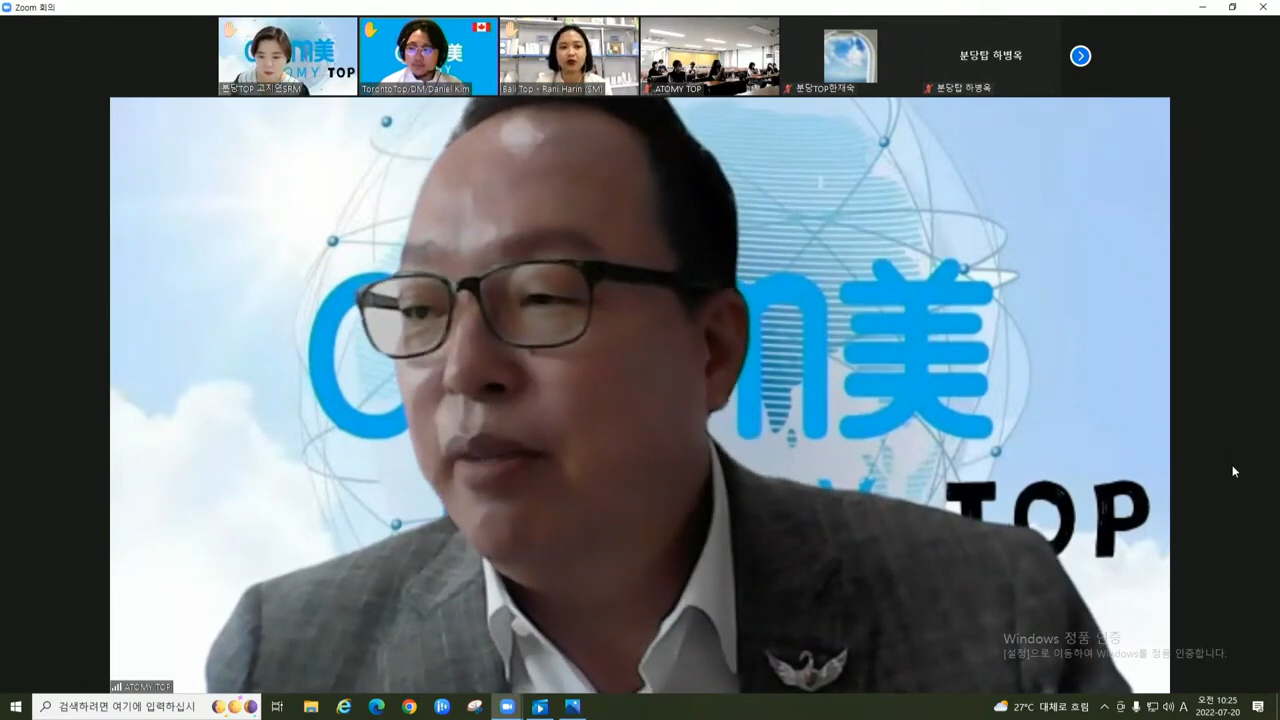 Zoom 회의
OMY TOP
분당TOP 고지연SRM
TorontoTop/DM/Daniel Kim
Bali Top - Rani Harin (SM)
ATOMY TOP
분당TOP한재숙
분당탑 하병옥
분당탑 하병옥
美
TOP
Windows 정품 인증
[설정]으로 이동하여 Windows를 정품 인증합니다.
ATOMY TOP
검색하려면 여기에 입력하십시
27°C 대체로 흐림
A
오전 10:25
2022-07-20